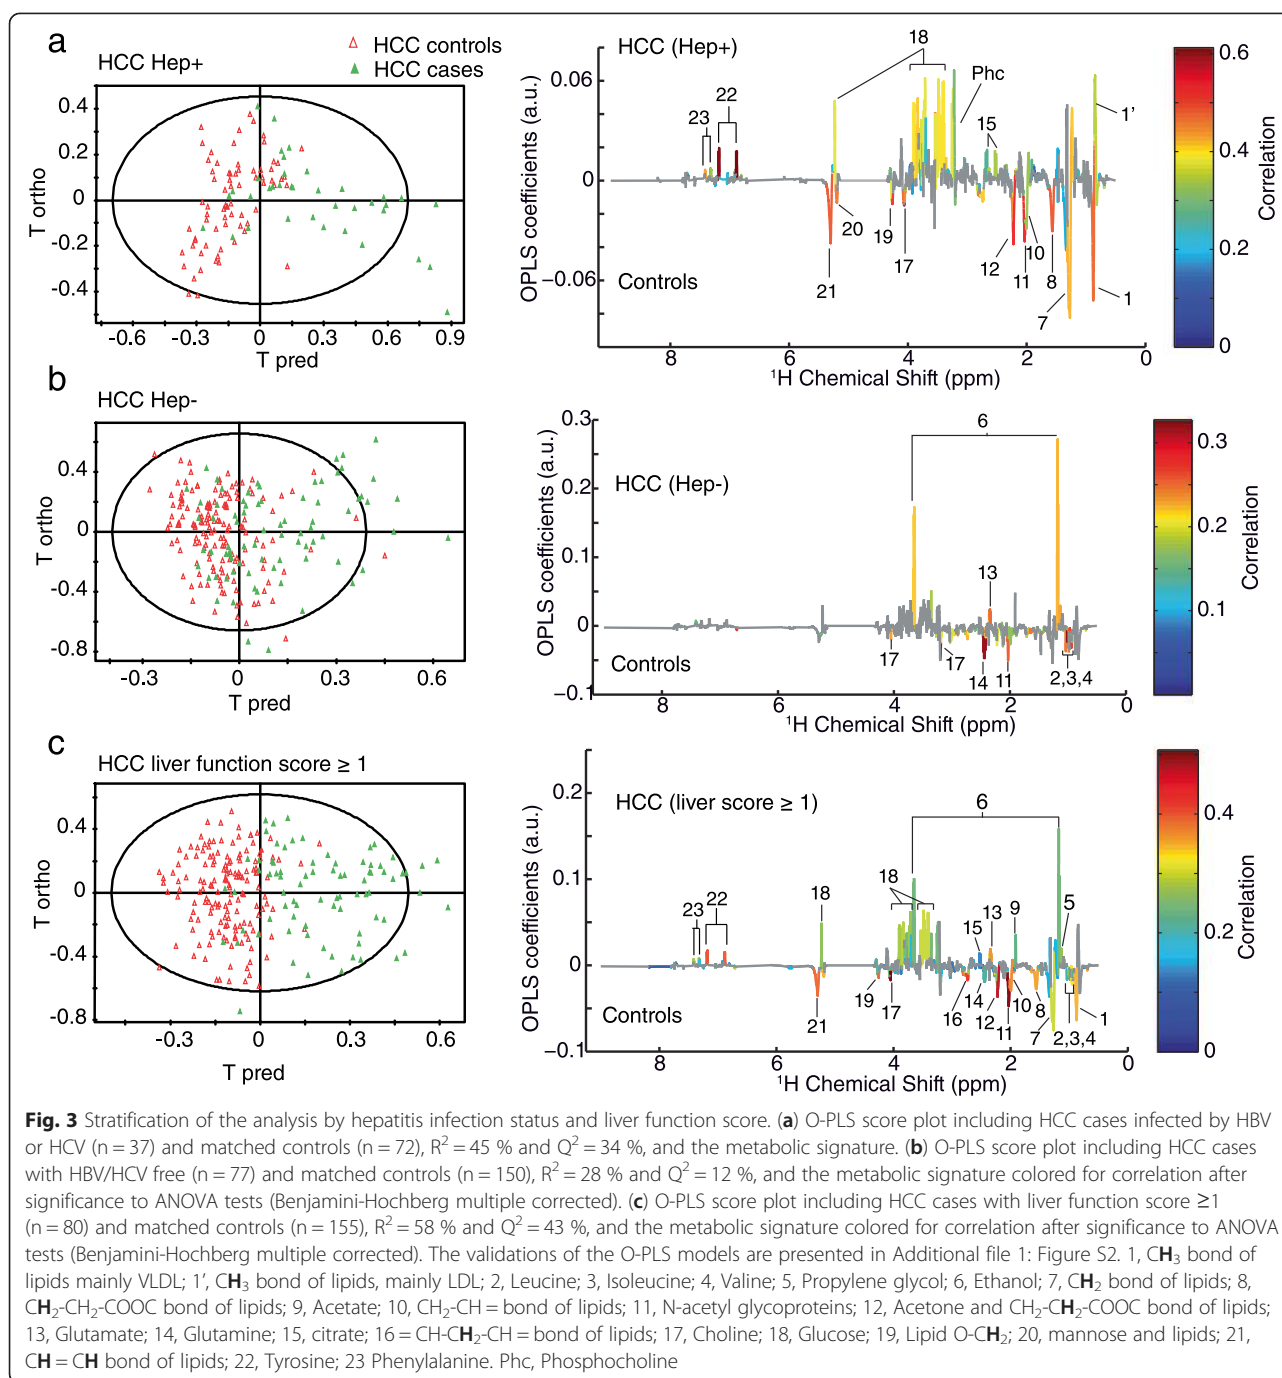 a
HCC Hep+
HCC controls
HCC cases
T ortho
0.4
0.2
0
-0.2
-0.4
-0.6
-0.3
0
0.3
0.6
0.9
T pred
HCC (Hep+)
OPLS coefficients (a.u.)
0.06
0
−0.06
18
Phc
1’
22
23
15
20
21
19
17
12
11
10
8
7
1
Controls
8
6
4
2
0
¹H Chemical Shift (ppm)
0.6
0.4
0.2
0
Correlation
b
HCC Hep-
T ortho
0.4
0
-0.4
-0.8
-0.3
0
0.3
0.6
T pred
HCC (Hep-)
OPLS coefficients (a.u.)
0.3
0.2
0.1
0
−0.1
6
13
17
17
14
11
2,3,4
Controls
8
6
4
2
0
¹H Chemical Shift (ppm)
0.3
0.2
0.1
Correlation
c
HCC liver function score ≥ 1
T ortho
0.4
0
-0.4
-0.8
-0.3
0
0.3
0.6
T pred
HCC (liver score ≥ 1)
OPLS coefficients (a.u.)
0.2
0.1
0
−0.1
6
18
18
22
23
15
13
9
5
21
19
17
16
14
12
11
10
8
7
2,3,4
1
Controls
8
6
4
2
0
¹H Chemical Shift (ppm)
0.4
0.2
0
Correlation
Fig. 3 Stratification of the analysis by hepatitis infection status and liver function score. (a) O-PLS score plot including HCC cases infected by HBV
or HCV (n = 37) and matched controls (n = 72), R² = 45 % and Q² = 34 %, and the metabolic signature. (b) O-PLS score plot including HCC cases
with HBV/HCV free (n = 77) and matched controls (n = 150), R² = 28 % and Q² = 12 %, and the metabolic signature colored for correlation after
significance to ANOVA tests (Benjamini-Hochberg multiple corrected). (c) O-PLS score plot including HCC cases with liver function score ≥1
(n = 80) and matched controls (n = 155), R² = 58 % and Q² = 43 %, and the metabolic signature colored for correlation after significance to ANOVA
tests (Benjamini-Hochberg multiple corrected). The validations of the O-PLS models are presented in Additional file 1: Figure S2. 1, CH₃ bond of
lipids mainly VLDL; 1’, CH₃ bond of lipids, mainly LDL; 2, Leucine; 3, Isoleucine; 4, Valine; 5, Propylene glycol; 6, Ethanol; 7, CH₂ bond of lipids; 8,
CH₂-CH₂-COOC bond of lipids; 9, Acetate; 10, CH₂-CH = bond of lipids; 11, N-acetyl glycoproteins; 12, Acetone and CH₂-CH₂-COOC bond of lipids;
13, Glutamate; 14, Glutamine; 15, citrate; 16 = CH-CH₂-CH = bond of lipids; 17, Choline; 18, Glucose; 19, Lipid O-CH₂; 20, mannose and lipids; 21,
CH = CH bond of lipids; 22, Tyrosine; 23 Phenylalanine. Phc, Phosphocholine